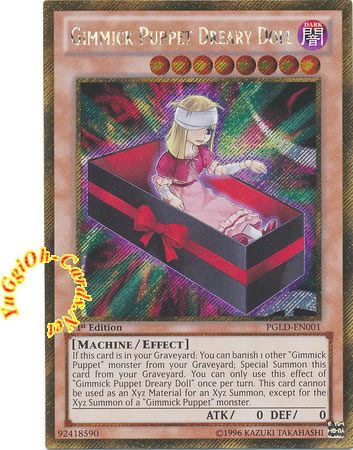 GIMMICK PUPPET DREARY DOLL
DARK
闇
YuGgiOh-Cards.Net
1st Edition
PGLD-EN001
[MACHINE / EFFECT]
If this card is in your Graveyard: You can banish 1 other "Gimmick
Puppet" monster from your Graveyard; Special Summon this
card from your Graveyard. You can only use this effect of
"Gimmick Puppet Dreary Doll" once per turn. This card cannot
be used as an Xyz Material for an Xyz Summon, except for the
Xyz Summon of a "Gimmick Puppet" monster.
ATK/ 0 DEF/ 0
92418590
©1996 KAZUKI TAKAHASHI